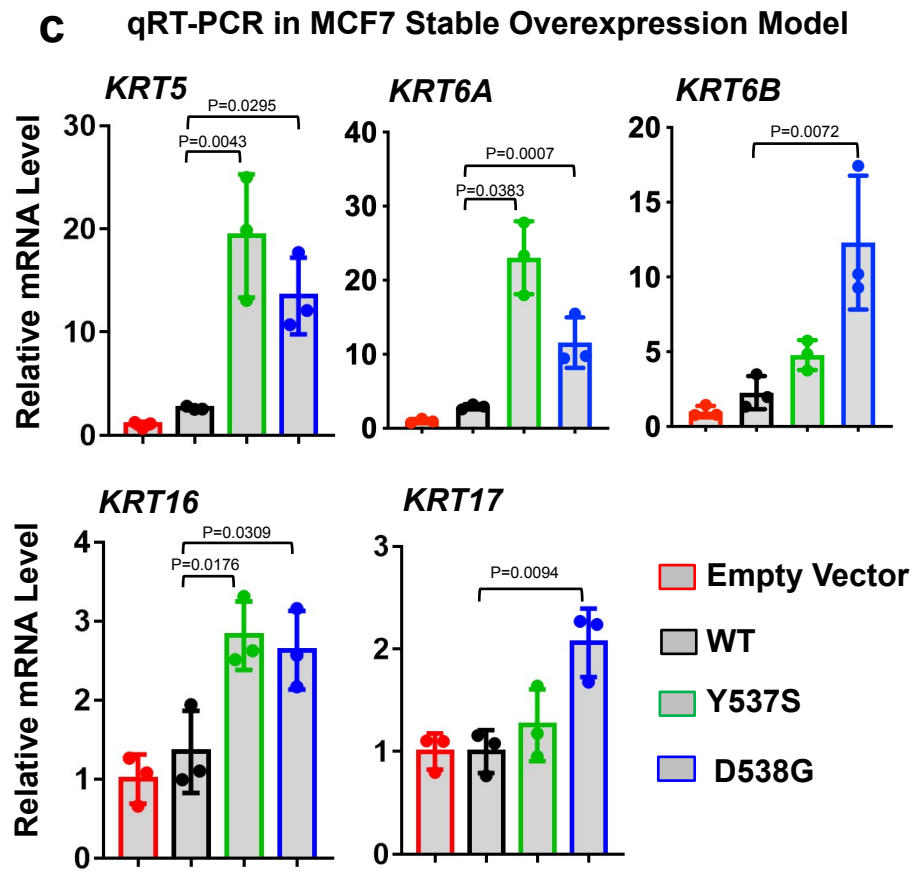 c qRT-PCR in MCF7 Stable Overexpression Model
KRT5
Relative mRNA Level
30
20
10
0
P=0.0295
P=0.0043
KRT6A
40
30
20
10
0
P=0.0007
P=0.0383
KRT6B
20
15
10
5
0
P=0.0072
KRT16
Relative mRNA Level
4
3
2
1
0
P=0.0309
P=0.0176
KRT17
3
2
1
0
P=0.0094
Empty Vector
WT
Y537S
D538G